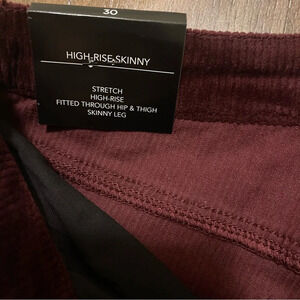 30
HIGH-RISE SKINNY
STRETCH
HIGH-RISE
FITTED THROUGH HIP & THIGH
SKINNY LEG